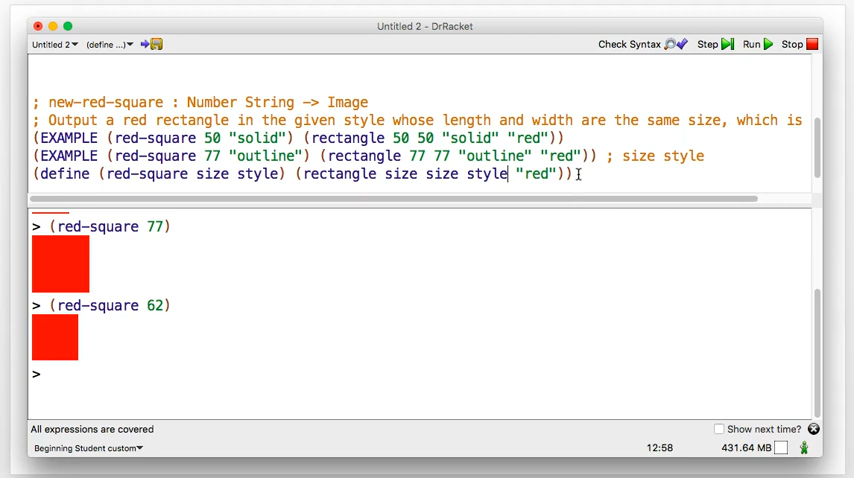 Untitled 2 - DrRacket
Untitled 2 (define ...) Check Syntax Step Run Stop
; new-red-square : Number String -> Image
; Output a red rectangle in the given style whose length and width are the same size, which is
(EXAMPLE (red-square 50 "solid") (rectangle 50 50 "solid" "red"))
(EXAMPLE (red-square 77 "outline") (rectangle 77 77 "outline" "red")) ; size style
(define (red-square size style) (rectangle size size style "red"))
> (red-square 77)
> (red-square 62)
>
All expressions are covered Show next time?
Beginning Student custom 12:58 431.64 MB